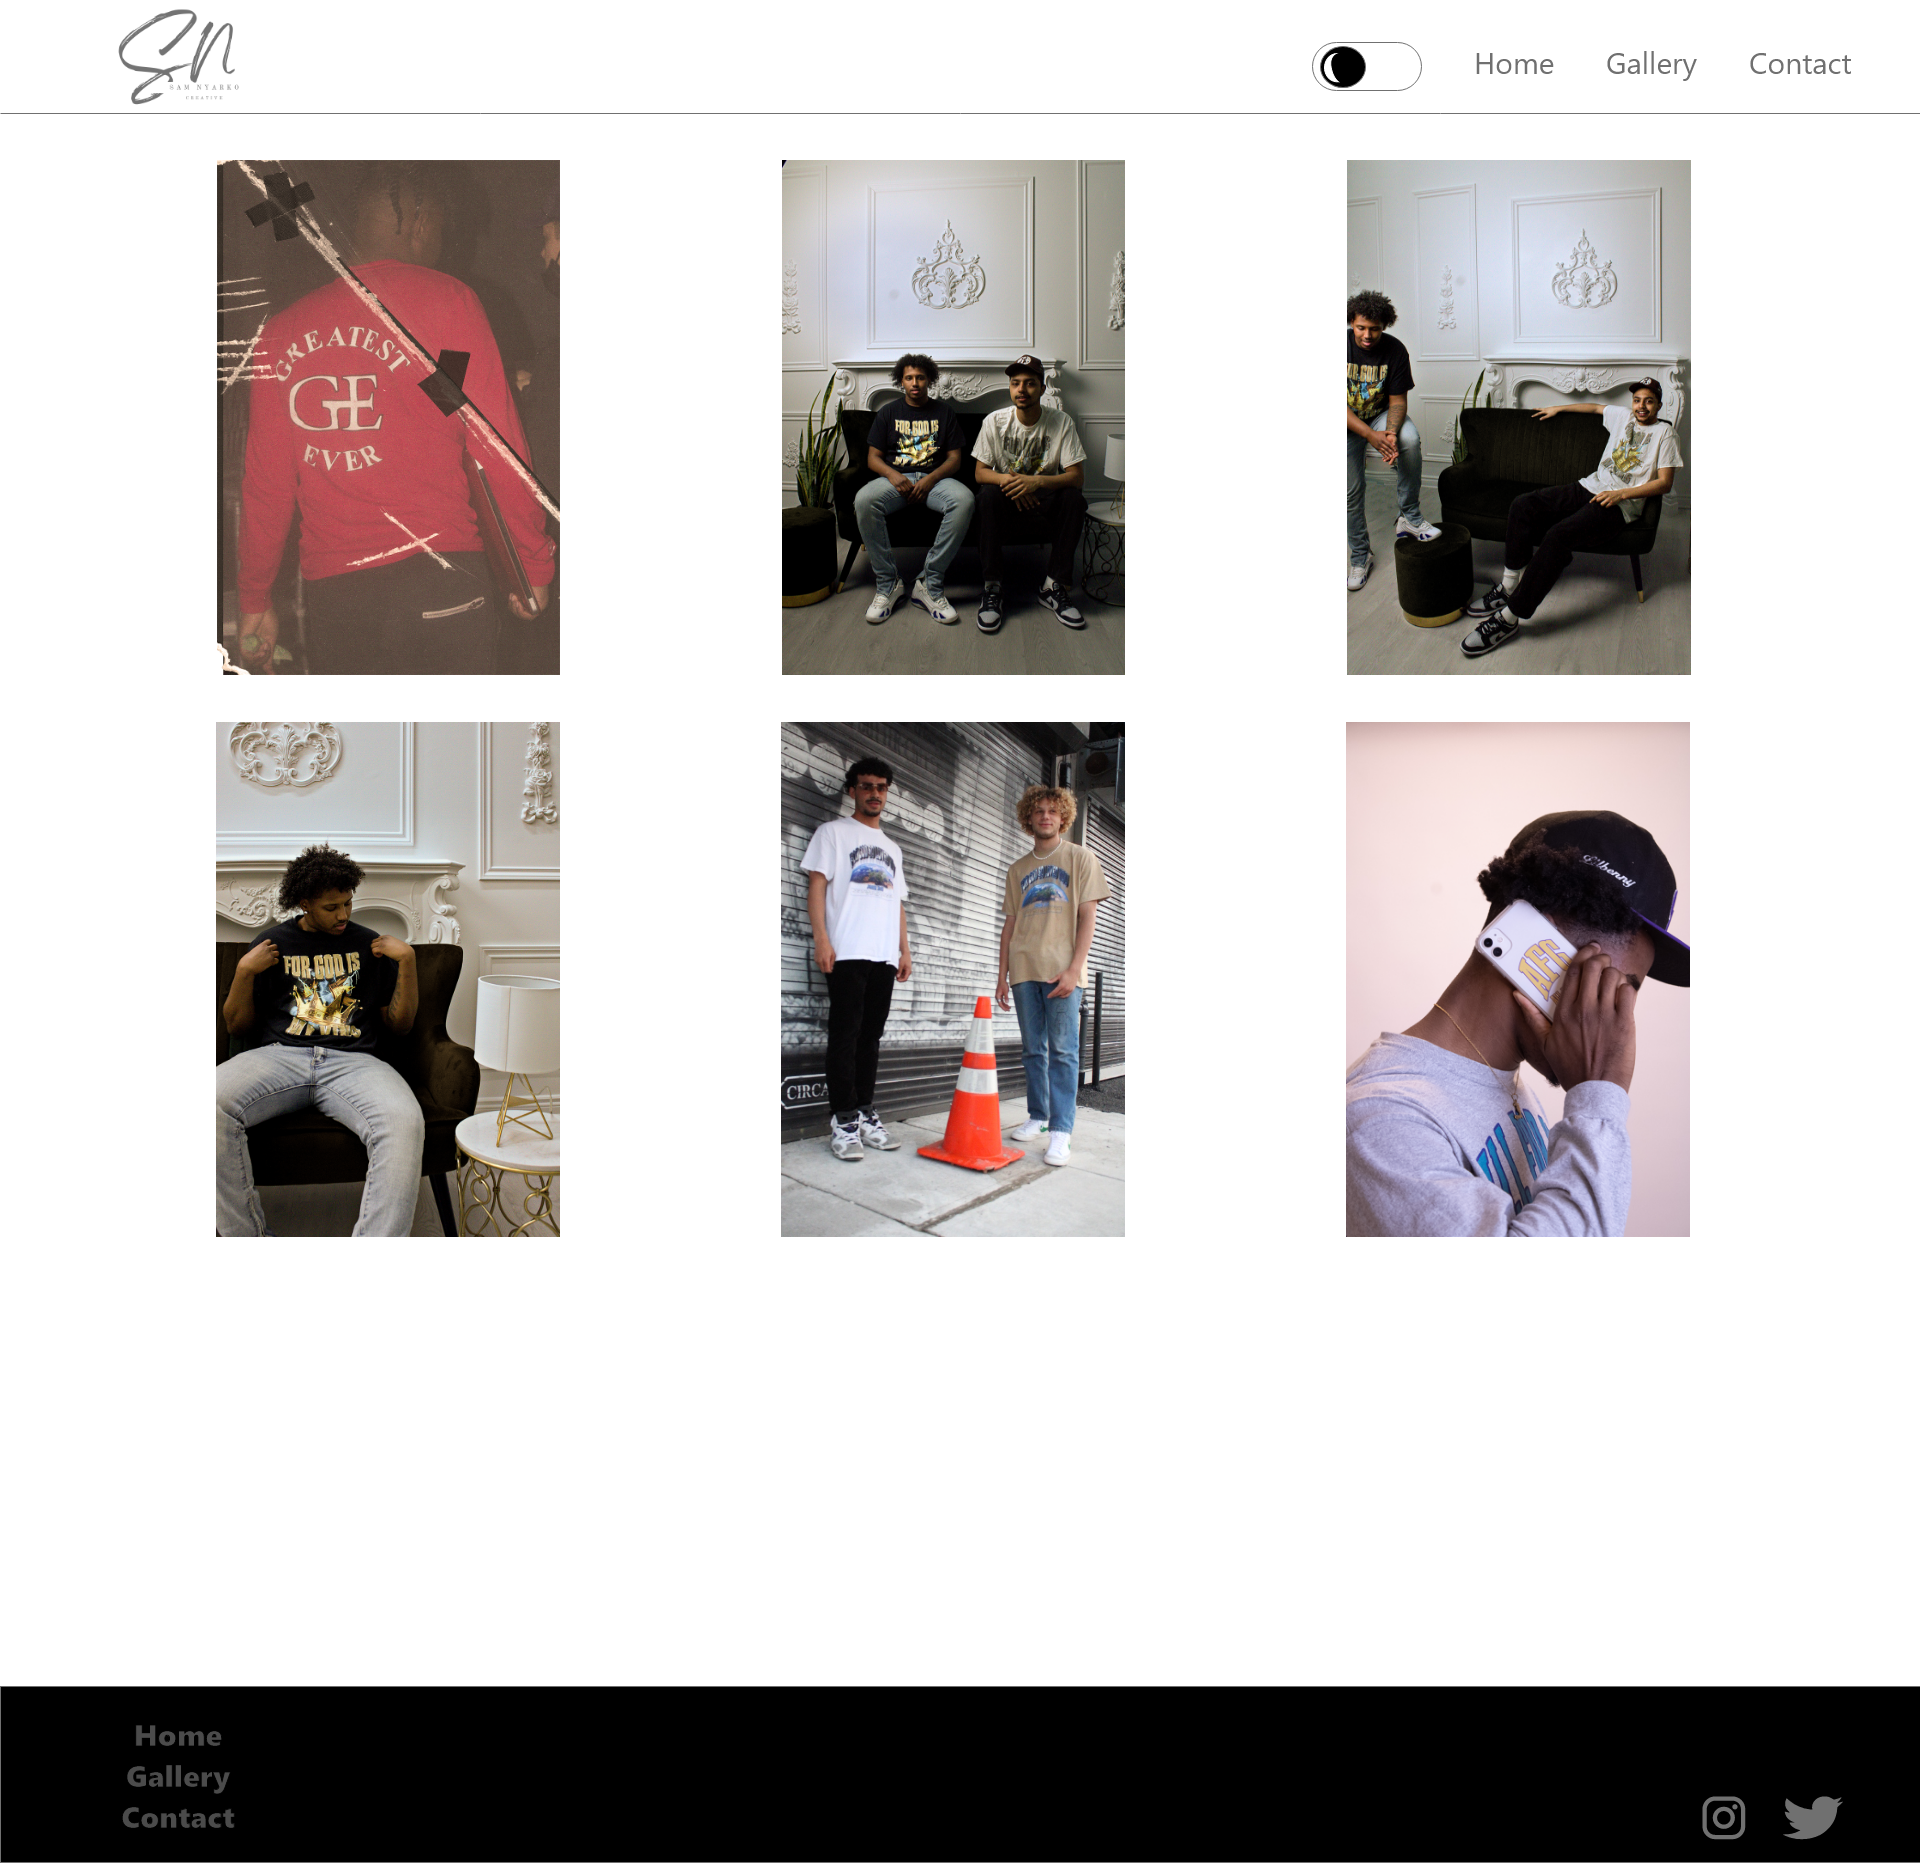 SN
SAM NYARKO
CREATIVE
Home
Gallery
Contact
GREATEST
GE
EVER
FOR GOD IS
FOR GOD IS
FOR GOD IS
CIRCA
AFG
Home
Gallery
Contact